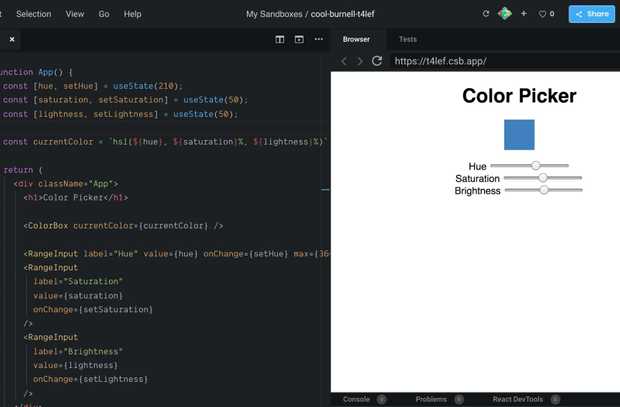 Selection View Go Help
My Sandboxes / cool-burnell-t4lef
0
Share
Browser Tests
https://t4lef.csb.app/
unction App() {
const [hue, setHue] = useState(210);
const [saturation, setSaturation] = useState(50);
const [lightness, setLightness] = useState(50);
const currentColor = `hsl(${hue}, ${saturation}%, ${lightness}%)`
return (
<div className="App">
<h1>Color Picker</h1>
<ColorBox currentColor={currentColor} />
<RangeInput label="Hue" value={hue} onChange={setHue} max={36
<RangeInput
label="Saturation"
value={saturation}
onChange={setSaturation}
/>
<RangeInput
label="Brightness"
value={lightness}
onChange={setLightness}
/>
</div>
Color Picker
Hue
Saturation
Brightness
Console 0 Problems 0 React DevTools 0